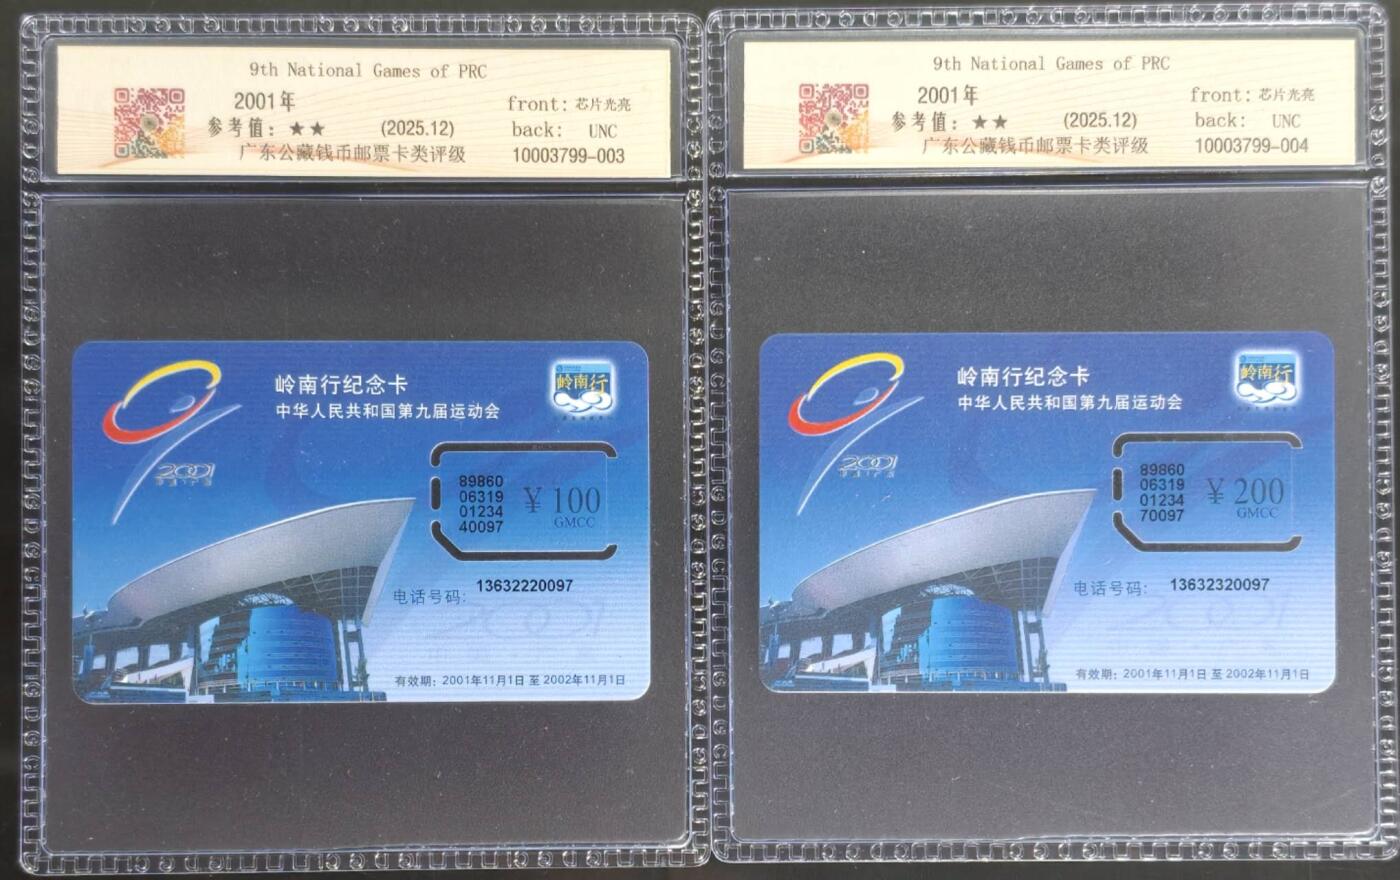 9th National Games of PRC
2001年
front: 芯片光亮
参考值: ★★ (2025.12)
back: UNC
广东公藏钱币邮票卡类评级
10003799-003
岭南行纪念卡
中华人民共和国第九届运动会
岭南行
2001
89860
06319
01234
40097
¥ 100
GMCC
电话号码: 13632220097
有效期: 2001年11月1日 至 2002年11月1日
9th National Games of PRC
2001年
front: 芯片光亮
参考值: ★★ (2025.12)
back: UNC
广东公藏钱币邮票卡类评级
10003799-004
岭南行纪念卡
中华人民共和国第九届运动会
岭南行
2001
89860
06319
01234
70097
¥ 200
GMCC
电话号码: 13632320097
有效期: 2001年11月1日 至 2002年11月1日